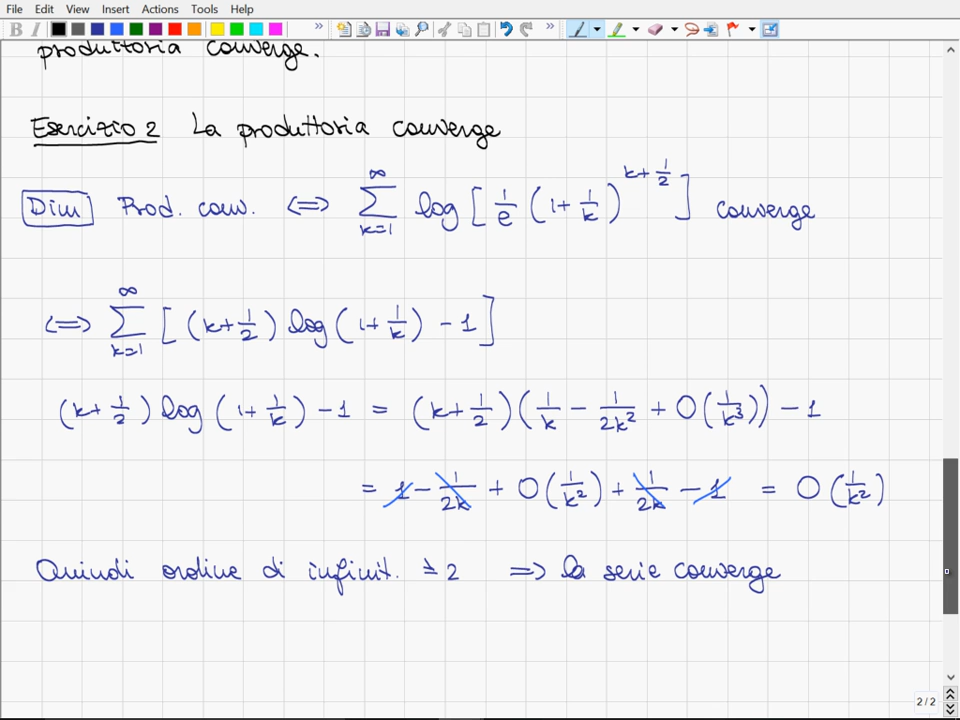 File Edit View Insert Actions Tools Help
B I U
produttoria converge.
Esercizio 2 La produttoria converge
Dim Prod. conv. <=> ∑_{k=1}^{∞} log [ 1/e (1+1/k)^{k+1/2} ] converge
<=> ∑_{k=1}^{∞} [ (k+1/2) log (1+1/k) - 1 ]
(k+1/2) log (1+1/k) - 1 = (k+1/2) (1/k - 1/2k² + O(1/k³)) - 1
= 1 - 1/2k + O(1/k²) + 1/2k - 1 = O(1/k²)
Quindi ordine di infinit. ≥ 2 => la serie converge
2 / 2